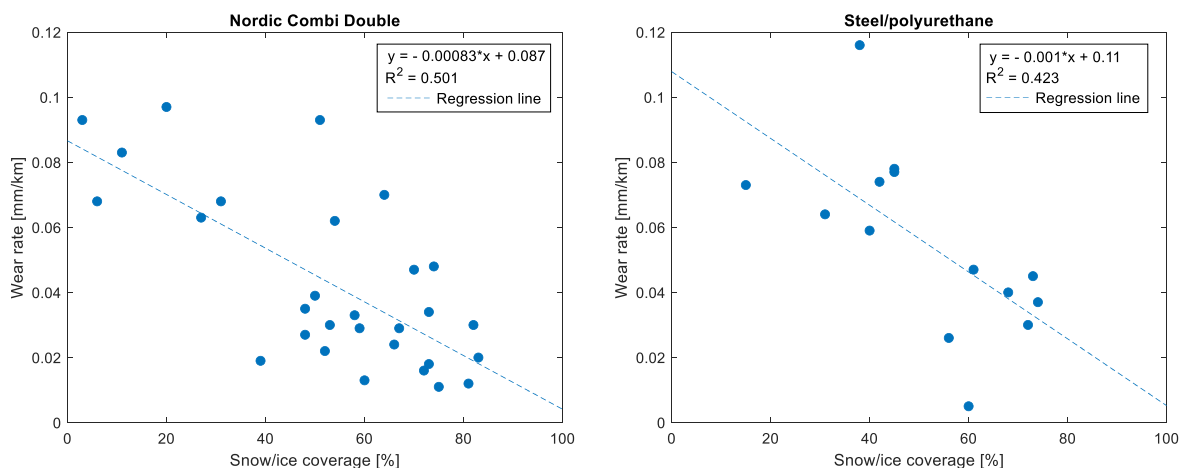 Nordic Combi Double
0.12
0.1
0.08
0.06
0.04
0.02
0
Wear rate [mm/km]
y = - 0.00083*x + 0.087
R2 = 0.501
Regression line
0 20 40 60 80 100
Snow/ice coverage [%]
Steel/polyurethane
0.12
0.1
0.08
0.06
0.04
0.02
0
Wear rate [mm/km]
y = - 0.001*x + 0.11
R2 = 0.423
Regression line
0 20 40 60 80 100
Snow/ice coverage [%]